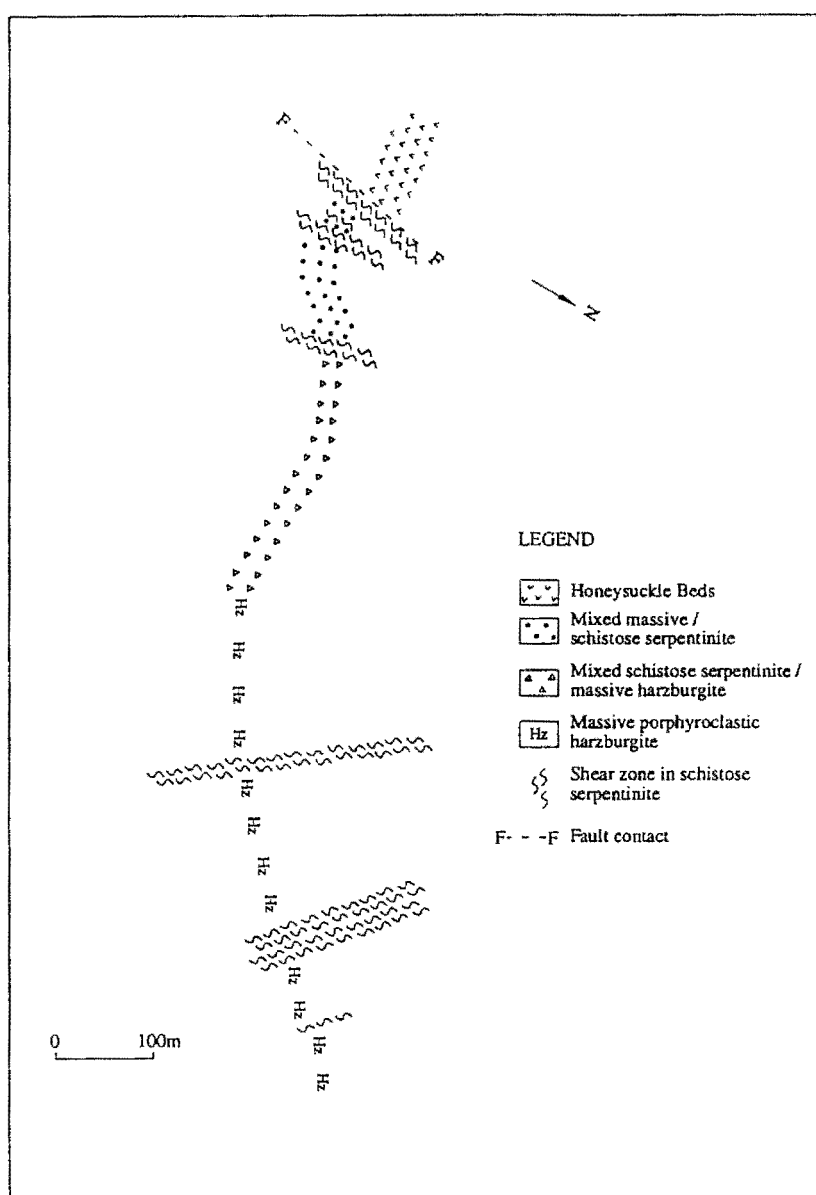 F
F
N
Hz
Hz
Hz
Hz
Hz
Hz
Hz
Hz
Hz
Hz
Hz
Hz
0 100m
LEGEND
Honeysuckle Beds
Mixed massive /
schistose serpentinite
Mixed schistose serpentinite /
massive harzburgite
Hz Massive porphyroclastic
harzburgite
Shear zone in schistose
serpentinite
F- - -F Fault contact